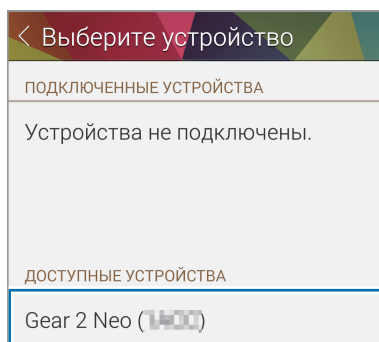 Выберите устройство
ПОДКЛЮЧЕННЫЕ УСТРОЙСТВА
Устройства не подключены.
ДОСТУПНЫЕ УСТРОЙСТВА
Gear 2 Neo ( )